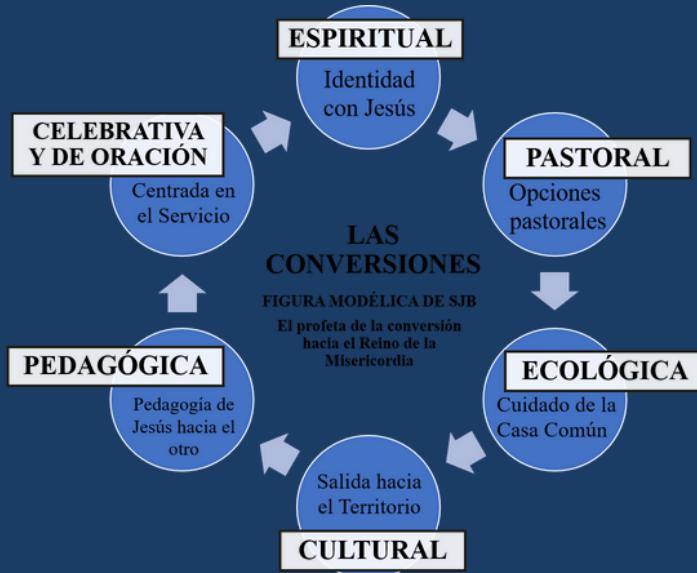 ESPIRITUAL
Identidad
con Jesús
PASTORAL
Opciones
pastorales
ECOLÓGICA
Cuidado de la
Casa Común
Salida hacia
el Territorio
CULTURAL
PEDAGÓGICA
Pedagogía de
Jesús hacia el
otro
CELEBRATIVA
Y DE ORACIÓN
Centrada en
el Servicio
LAS
CONVERSIONES
FIGURA MODÉLICA DE SJB
El profeta de la conversión
hacia el Reino de la
Misericordia